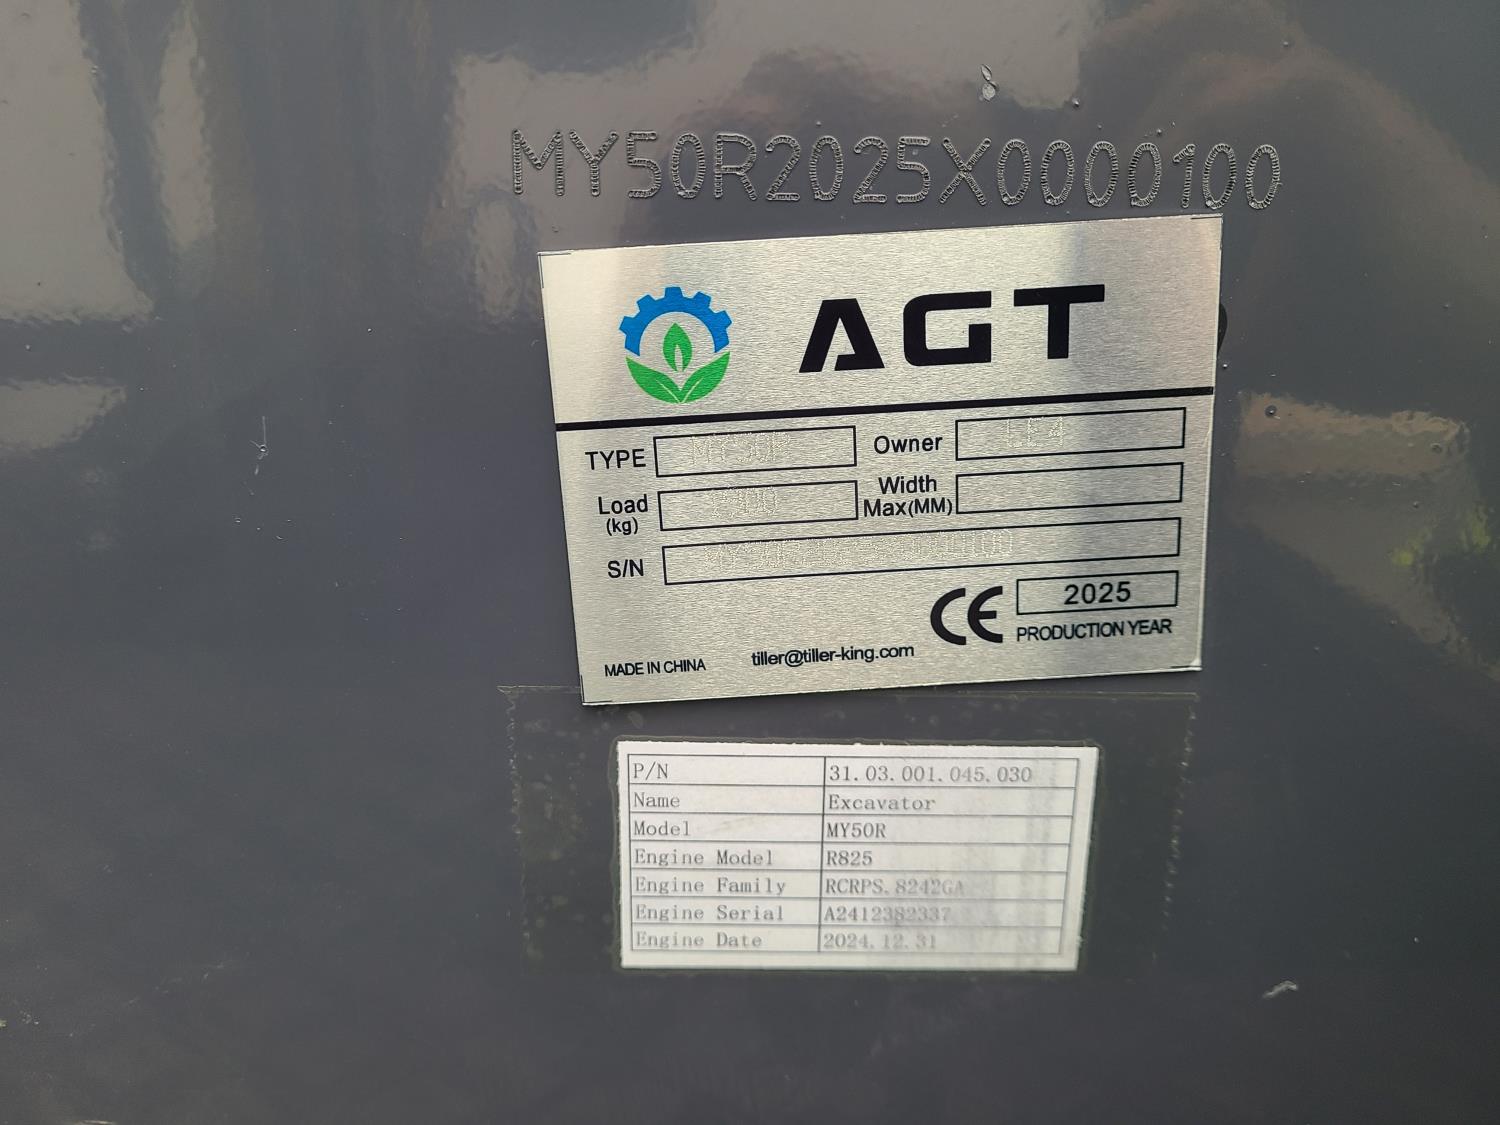 MY50R2025X0000100
AGT
TYPE MY50R Owner
Load (kg) Width Max(MM)
S/N
CE 2025
PRODUCTION YEAR
MADE IN CHINA tiller@tiller-king.com
P/N 31.03.001.045.030
Name Excavator
Model MY50R
Engine Model R825
Engine Family RCRPS.8242GA
Engine Serial A2412382337
Engine Date 2024.12.31